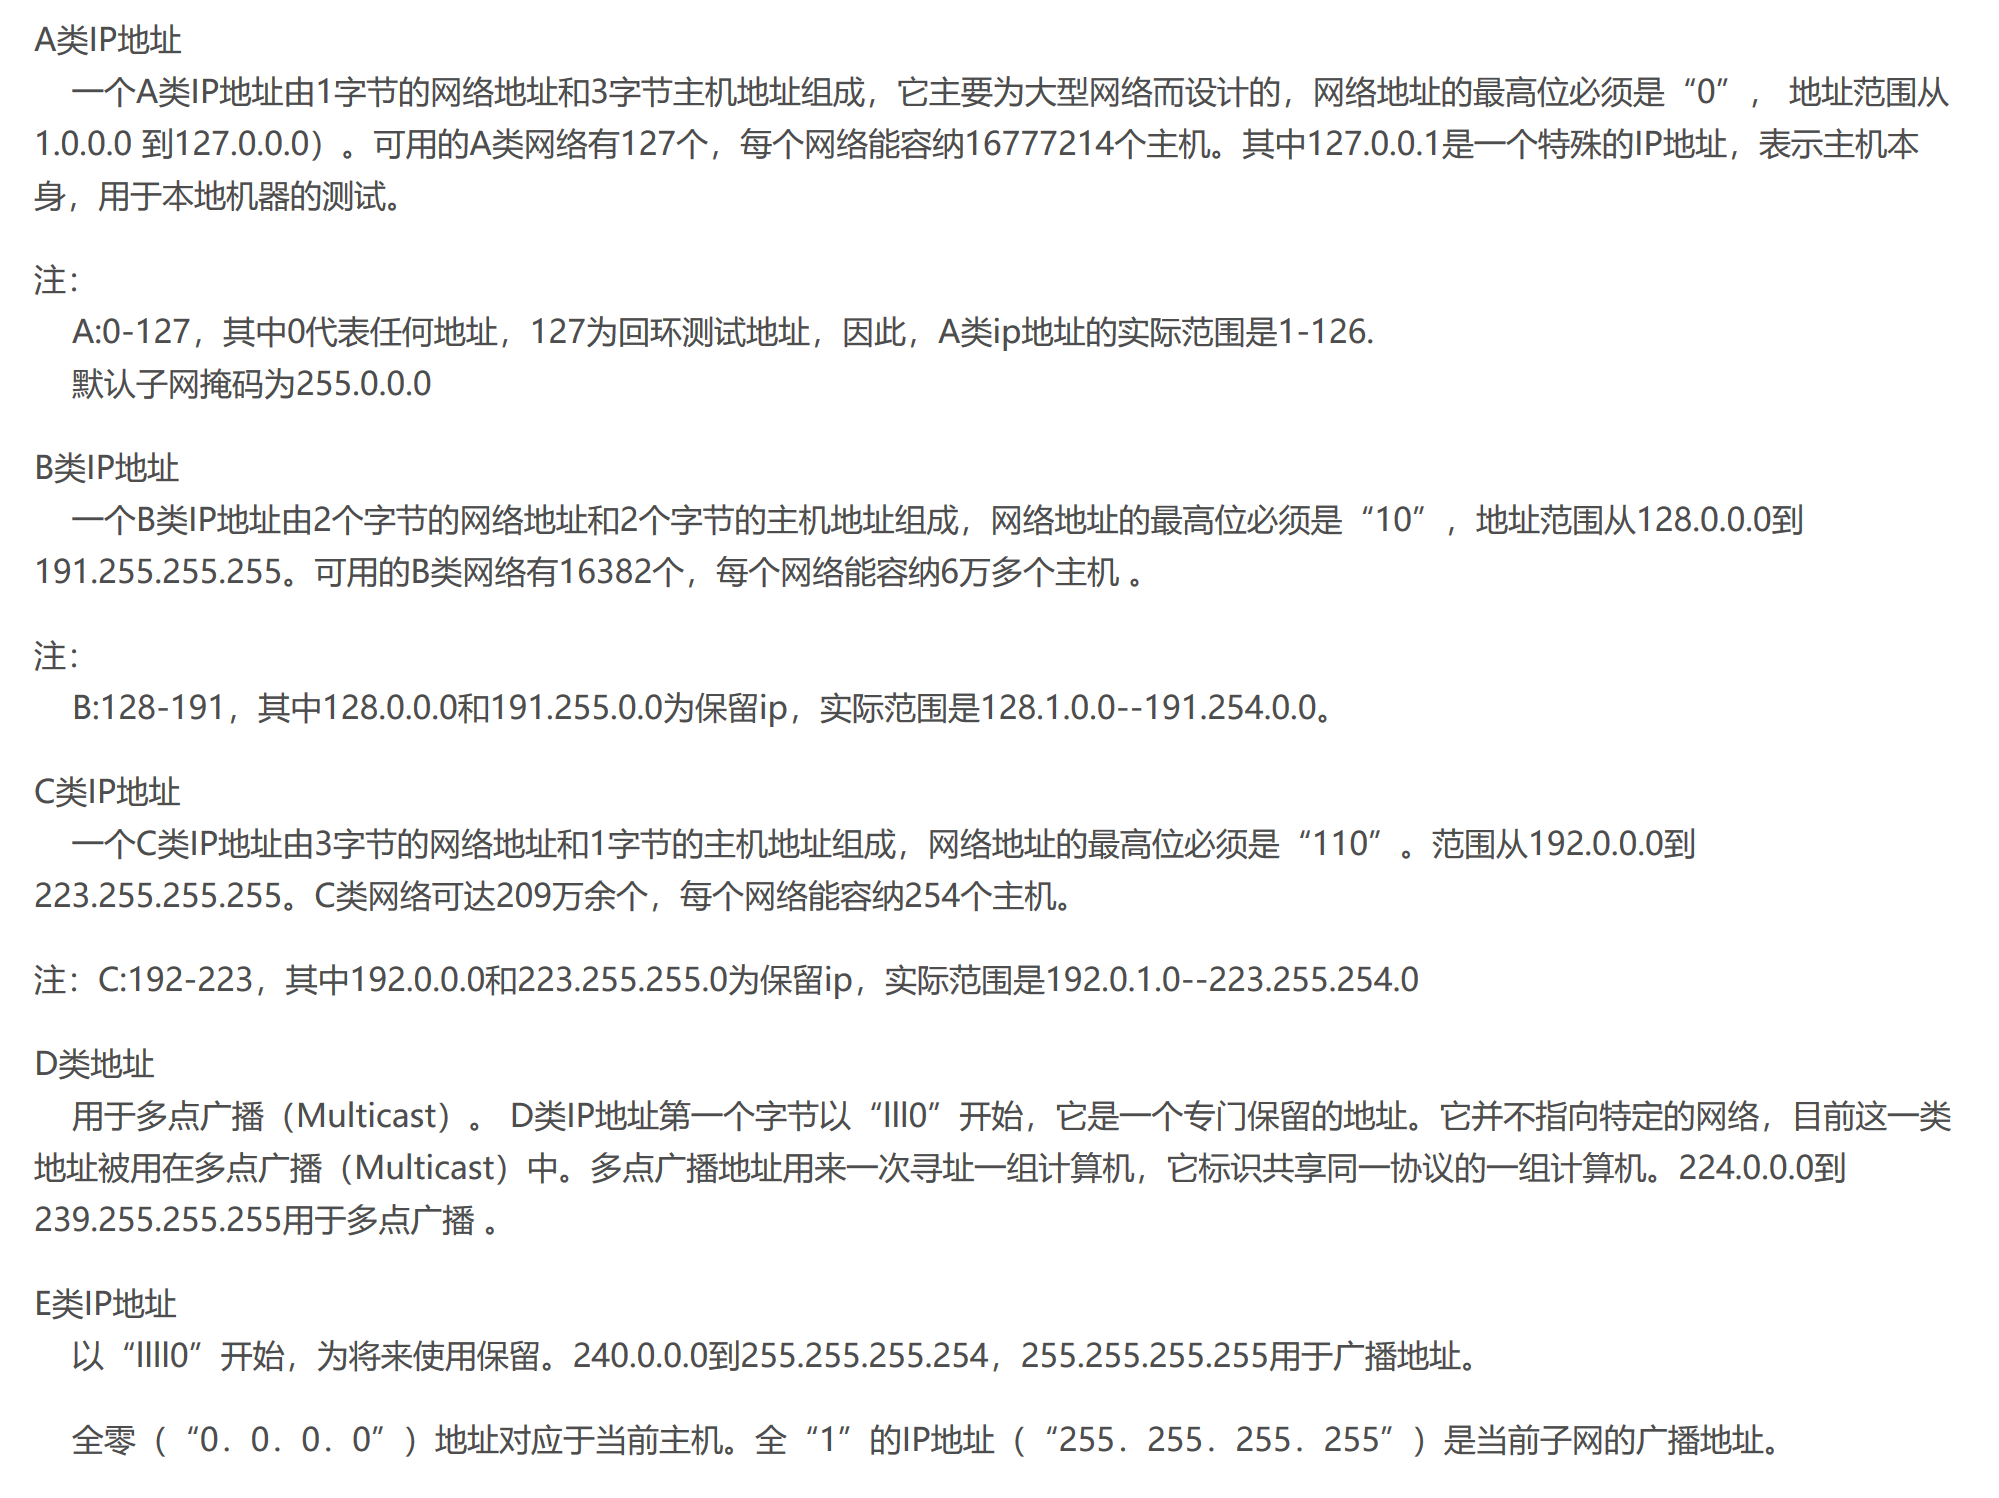 A类IP地址
一个A类IP地址由1字节的网络地址和3字节主机地址组成，它主要为大型网络而设计的，网络地址的最高位必须是“0”， 地址范围从
1.0.0.0 到127.0.0.0）。可用的A类网络有127个，每个网络能容纳16777214个主机。其中127.0.0.1是一个特殊的IP地址，表示主机本
身，用于本地机器的测试。
注：
A:0-127，其中0代表任何地址，127为回环测试地址，因此，A类ip地址的实际范围是1-126.
默认子网掩码为255.0.0.0
B类IP地址
一个B类IP地址由2个字节的网络地址和2个字节的主机地址组成，网络地址的最高位必须是“10”，地址范围从128.0.0.0到
191.255.255.255。可用的B类网络有16382个，每个网络能容纳6万多个主机 。
注：
B:128-191，其中128.0.0.0和191.255.0.0为保留ip，实际范围是128.1.0.0--191.254.0.0。
C类IP地址
一个C类IP地址由3字节的网络地址和1字节的主机地址组成，网络地址的最高位必须是“110”。范围从192.0.0.0到
223.255.255.255。C类网络可达209万余个，每个网络能容纳254个主机。
注：C:192-223，其中192.0.0.0和223.255.255.0为保留ip，实际范围是192.0.1.0--223.255.254.0
D类地址
用于多点广播（Multicast）。 D类IP地址第一个字节以“lll0”开始，它是一个专门保留的地址。它并不指向特定的网络，目前这一类
地址被用在多点广播（Multicast）中。多点广播地址用来一次寻址一组计算机，它标识共享同一协议的一组计算机。224.0.0.0到
239.255.255.255用于多点广播 。
E类IP地址
以“llll0”开始，为将来使用保留。240.0.0.0到255.255.255.254，255.255.255.255用于广播地址。
全零（“0．0．0．0”）地址对应于当前主机。全“1”的IP地址（“255．255．255．255”）是当前子网的广播地址。